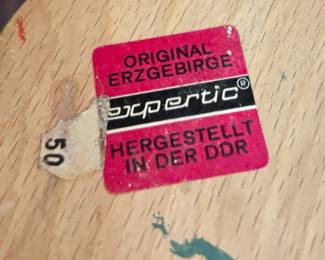 ORIGINAL
ERZGEBIRGE
expertic®
HERGESTELLT
IN DER DDR
50